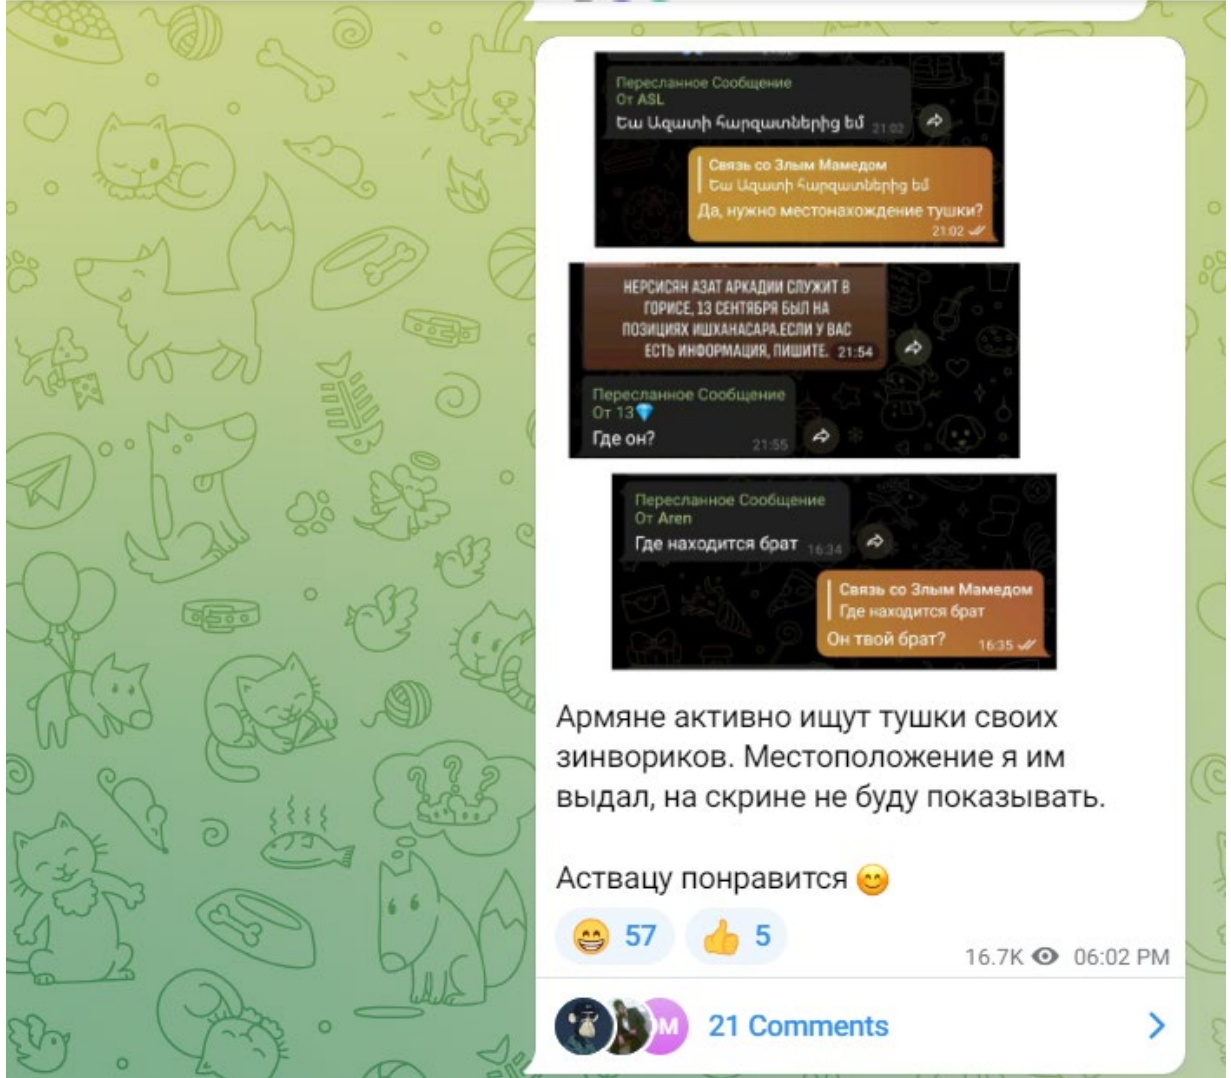 Пересланное Сообщение
От ASL
Ես Ազատի հարզատներից եմ 21:02
Связь со Злым Мамедом
Ես Ազատի հարզատներից եմ
Да, нужно местонахождение тушки?
21:02
НЕРСИСЯН АЗАТ АРКАДИИ СЛУЖИТ В
ГОРИСЕ, 13 СЕНТЯБРЯ БЫЛ НА
ПОЗИЦИЯХ ИШХАНАСАРА.ЕСЛИ У ВАС
ЕСТЬ ИНФОРМАЦИЯ, ПИШИТЕ. 21:54
Пересланное Сообщение
От 13💎
Где он? 21:55
Пересланное Сообщение
От Aren
Где находится брат 16:34
Связь со Злым Мамедом
Где находится брат
Он твой брат? 16:35
Армяне активно ищут тушки своих
зинвориков. Местоположение я им
выдал, на скрине не буду показывать.
Аствацу понравится 😊
😁 57 👍 5
16.7K 06:02 PM
OM
21 Comments